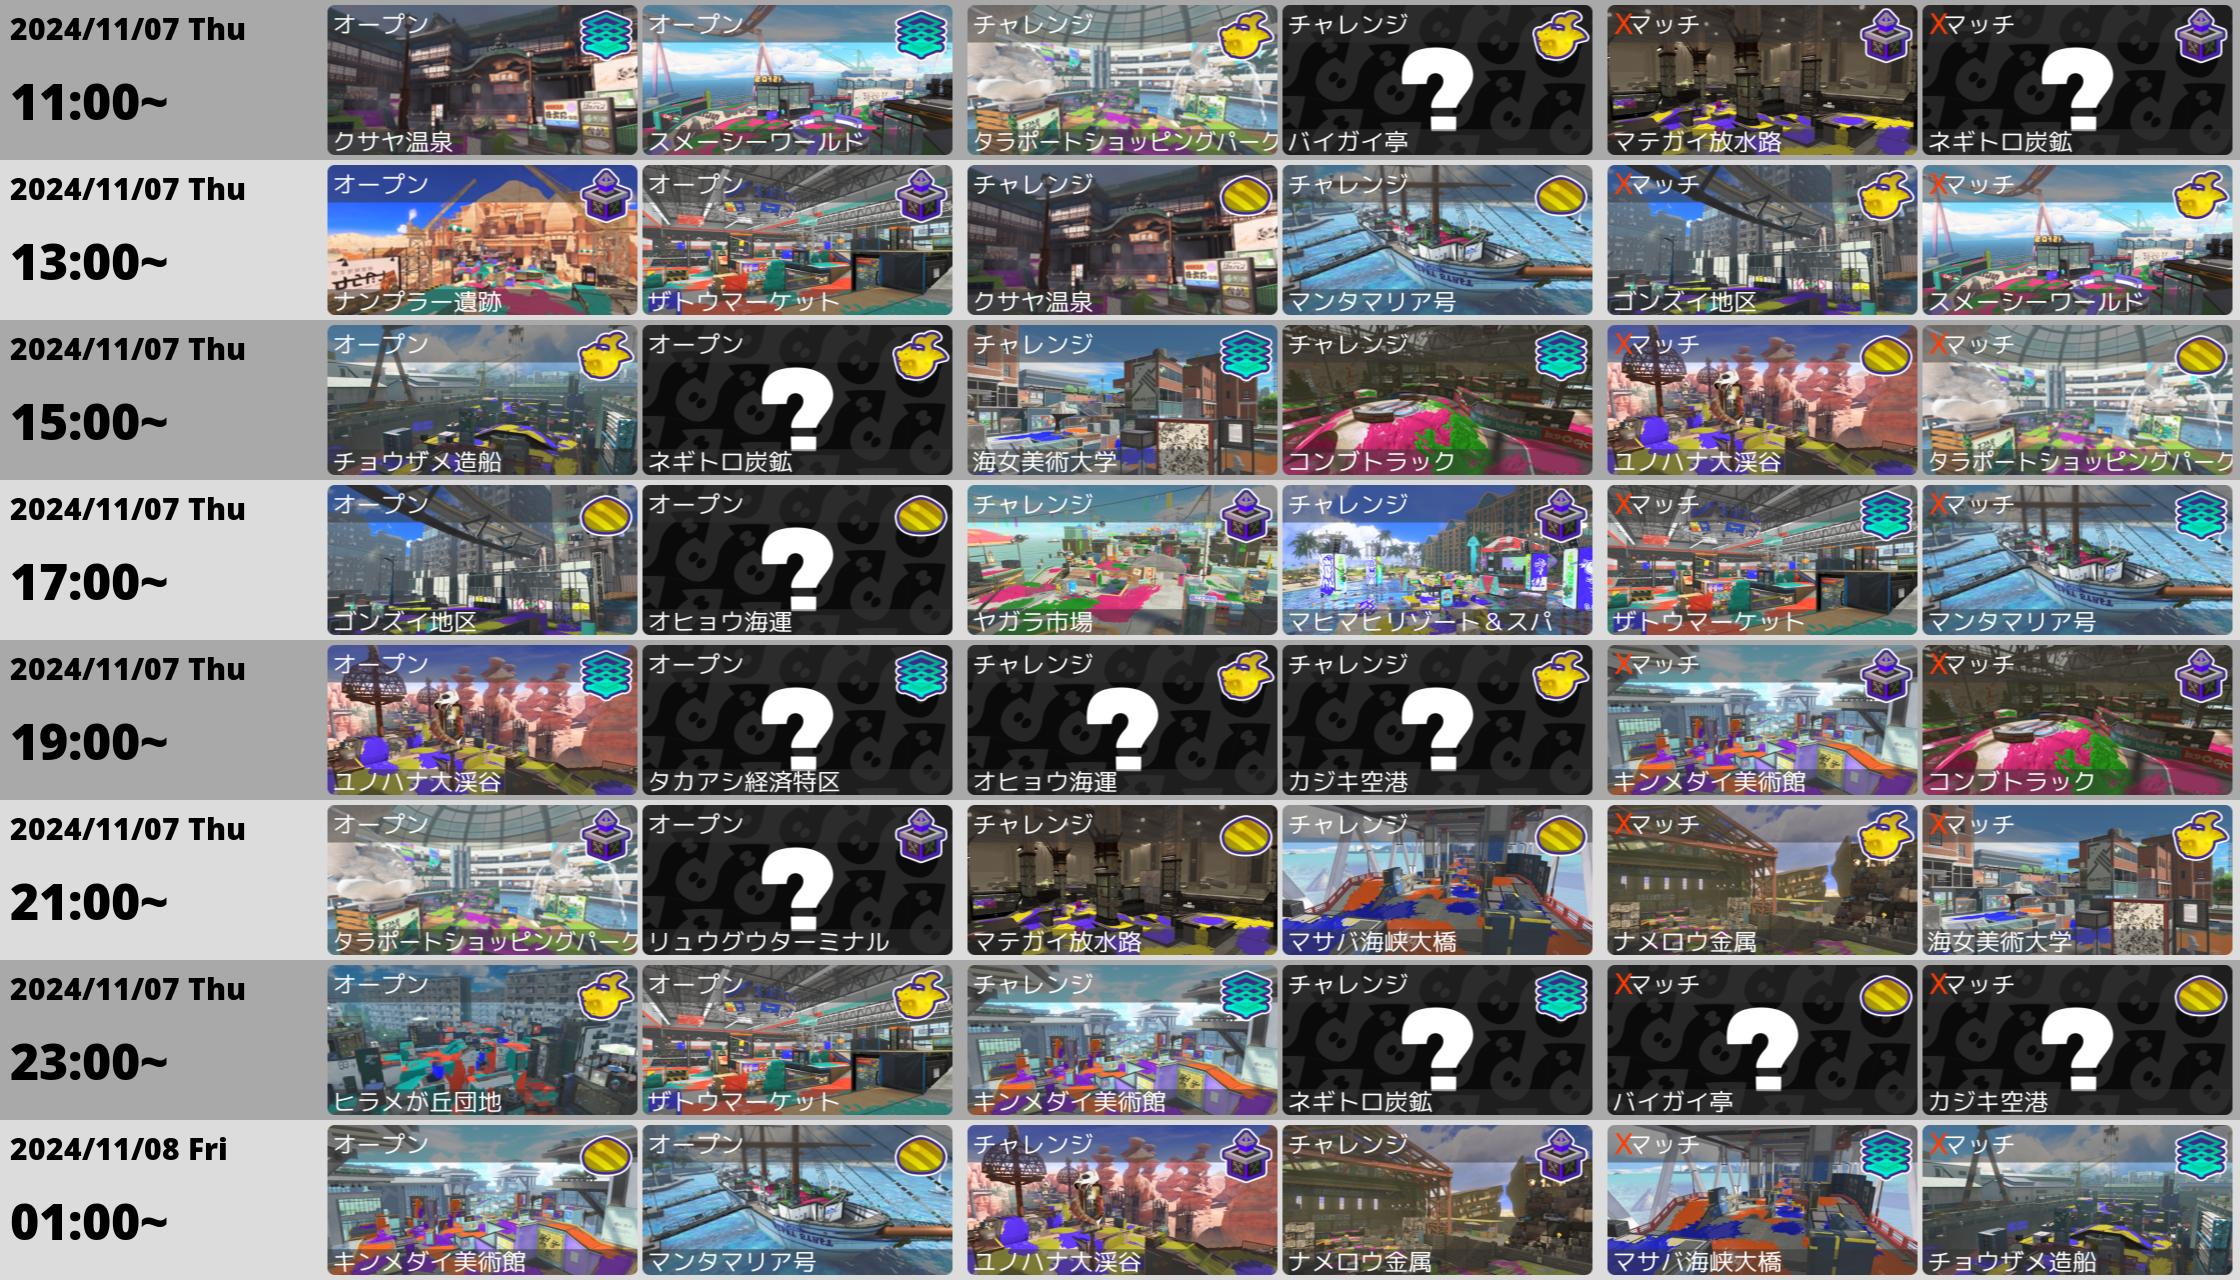 2024/11/07 Thu
11:00~
オープン
クサヤ温泉
オープン
スメーシーワールド
チャレンジ
タラポートショッピングパーク
チャレンジ
バイガイ亭
Xマッチ
マテガイ放水路
Xマッチ
ネギトロ炭鉱
2024/11/07 Thu
13:00~
オープン
ナンプラー遺跡
オープン
ザトウマーケット
チャレンジ
クサヤ温泉
チャレンジ
マンタマリア号
Xマッチ
ゴンズイ地区
Xマッチ
スメーシーワールド
2024/11/07 Thu
15:00~
オープン
チョウザメ造船
オープン
ネギトロ炭鉱
チャレンジ
海女美術大学
チャレンジ
コンブトラック
Xマッチ
ユノハナ大渓谷
Xマッチ
タラポートショッピングパーク
2024/11/07 Thu
17:00~
オープン
ゴンズイ地区
オープン
オヒョウ海運
チャレンジ
ヤガラ市場
チャレンジ
マヒマヒリゾート＆スパ
Xマッチ
ザトウマーケット
Xマッチ
マンタマリア号
2024/11/07 Thu
19:00~
オープン
ユノハナ大渓谷
オープン
タカアシ経済特区
チャレンジ
オヒョウ海運
チャレンジ
カジキ空港
Xマッチ
キンメダイ美術館
Xマッチ
コンブトラック
2024/11/07 Thu
21:00~
オープン
タラポートショッピングパーク
オープン
リュウグウターミナル
チャレンジ
マテガイ放水路
チャレンジ
マサバ海峡大橋
Xマッチ
ナメロウ金属
Xマッチ
海女美術大学
2024/11/07 Thu
23:00~
オープン
ヒラメが丘団地
オープン
ザトウマーケット
チャレンジ
キンメダイ美術館
チャレンジ
ネギトロ炭鉱
Xマッチ
バイガイ亭
Xマッチ
カジキ空港
2024/11/08 Fri
01:00~
オープン
キンメダイ美術館
オープン
マンタマリア号
チャレンジ
ユノハナ大渓谷
チャレンジ
ナメロウ金属
Xマッチ
マサバ海峡大橋
Xマッチ
チョウザメ造船